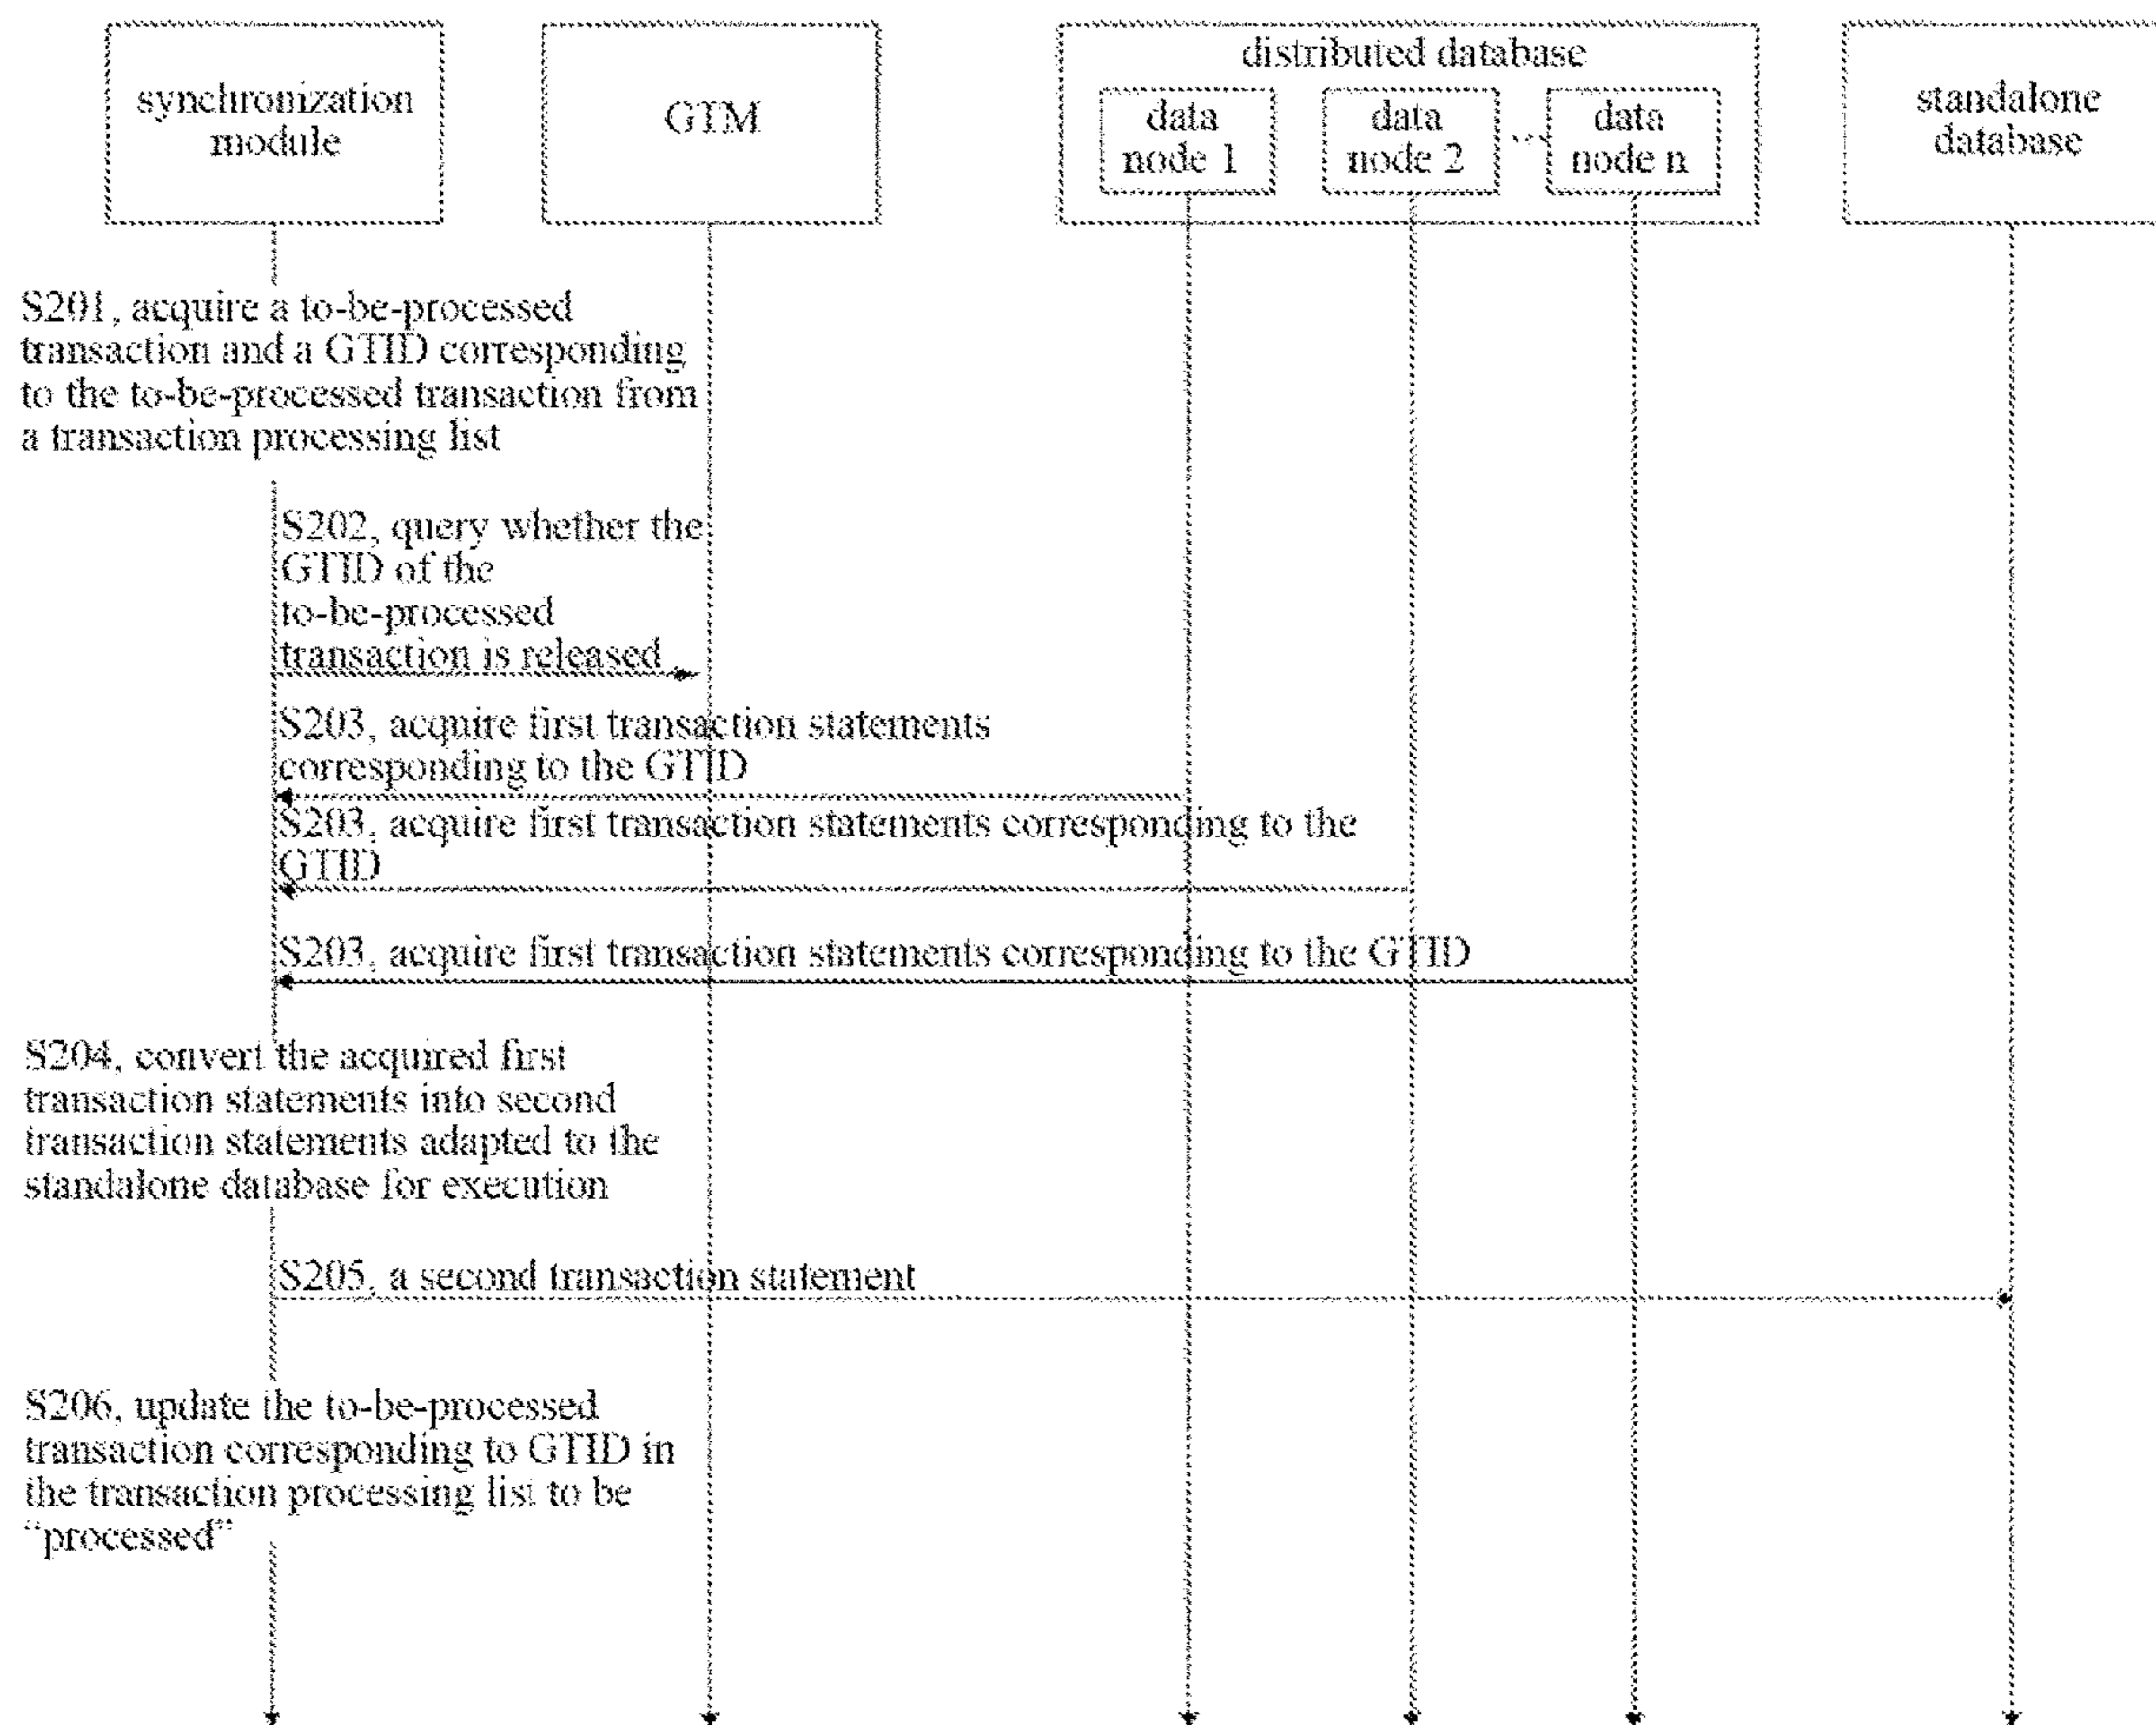 synchronization
module
GTM
distributed database
data
node 1
data
node 2
...
data
node n
standalone
database
S201, acquire a to-be-processed
transaction and a GTID corresponding
to the to-be-processed transaction from
a transaction processing list
S202, query whether the
GTID of the
to-be-processed
transaction is released
S203, acquire first transaction statements
corresponding to the GTID
S203, acquire first transaction statements corresponding to the
GTID
S203, acquire first transaction statements corresponding to the GTID
S204, convert the acquired first
transaction statements into second
transaction statements adapted to the
standalone database for execution
S205, a second transaction statement
S206, update the to-be-processed
transaction corresponding to GTID in
the transaction processing list to be
“processed”